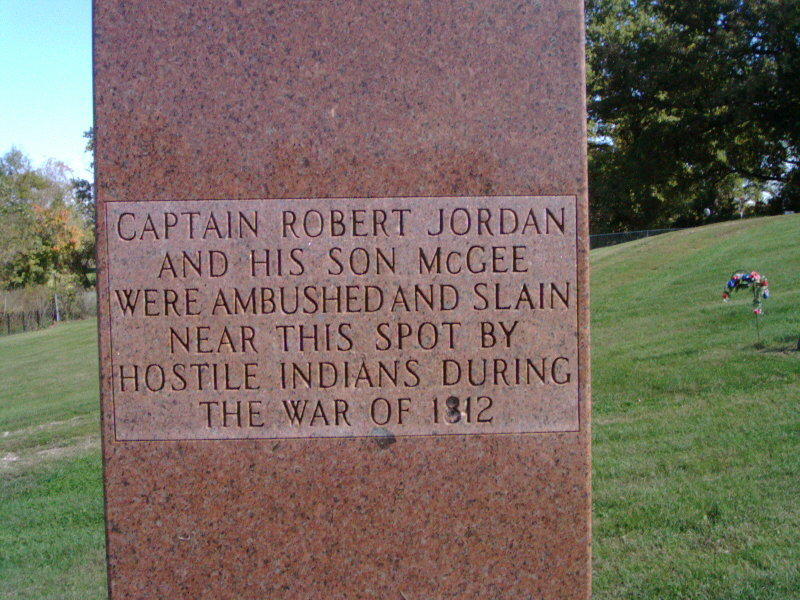 CAPTAIN ROBERT JORDAN
AND HIS SON McGEE
WERE AMBUSHED AND SLAIN
NEAR THIS SPOT BY
HOSTILE INDIANS DURING
THE WAR OF 1812